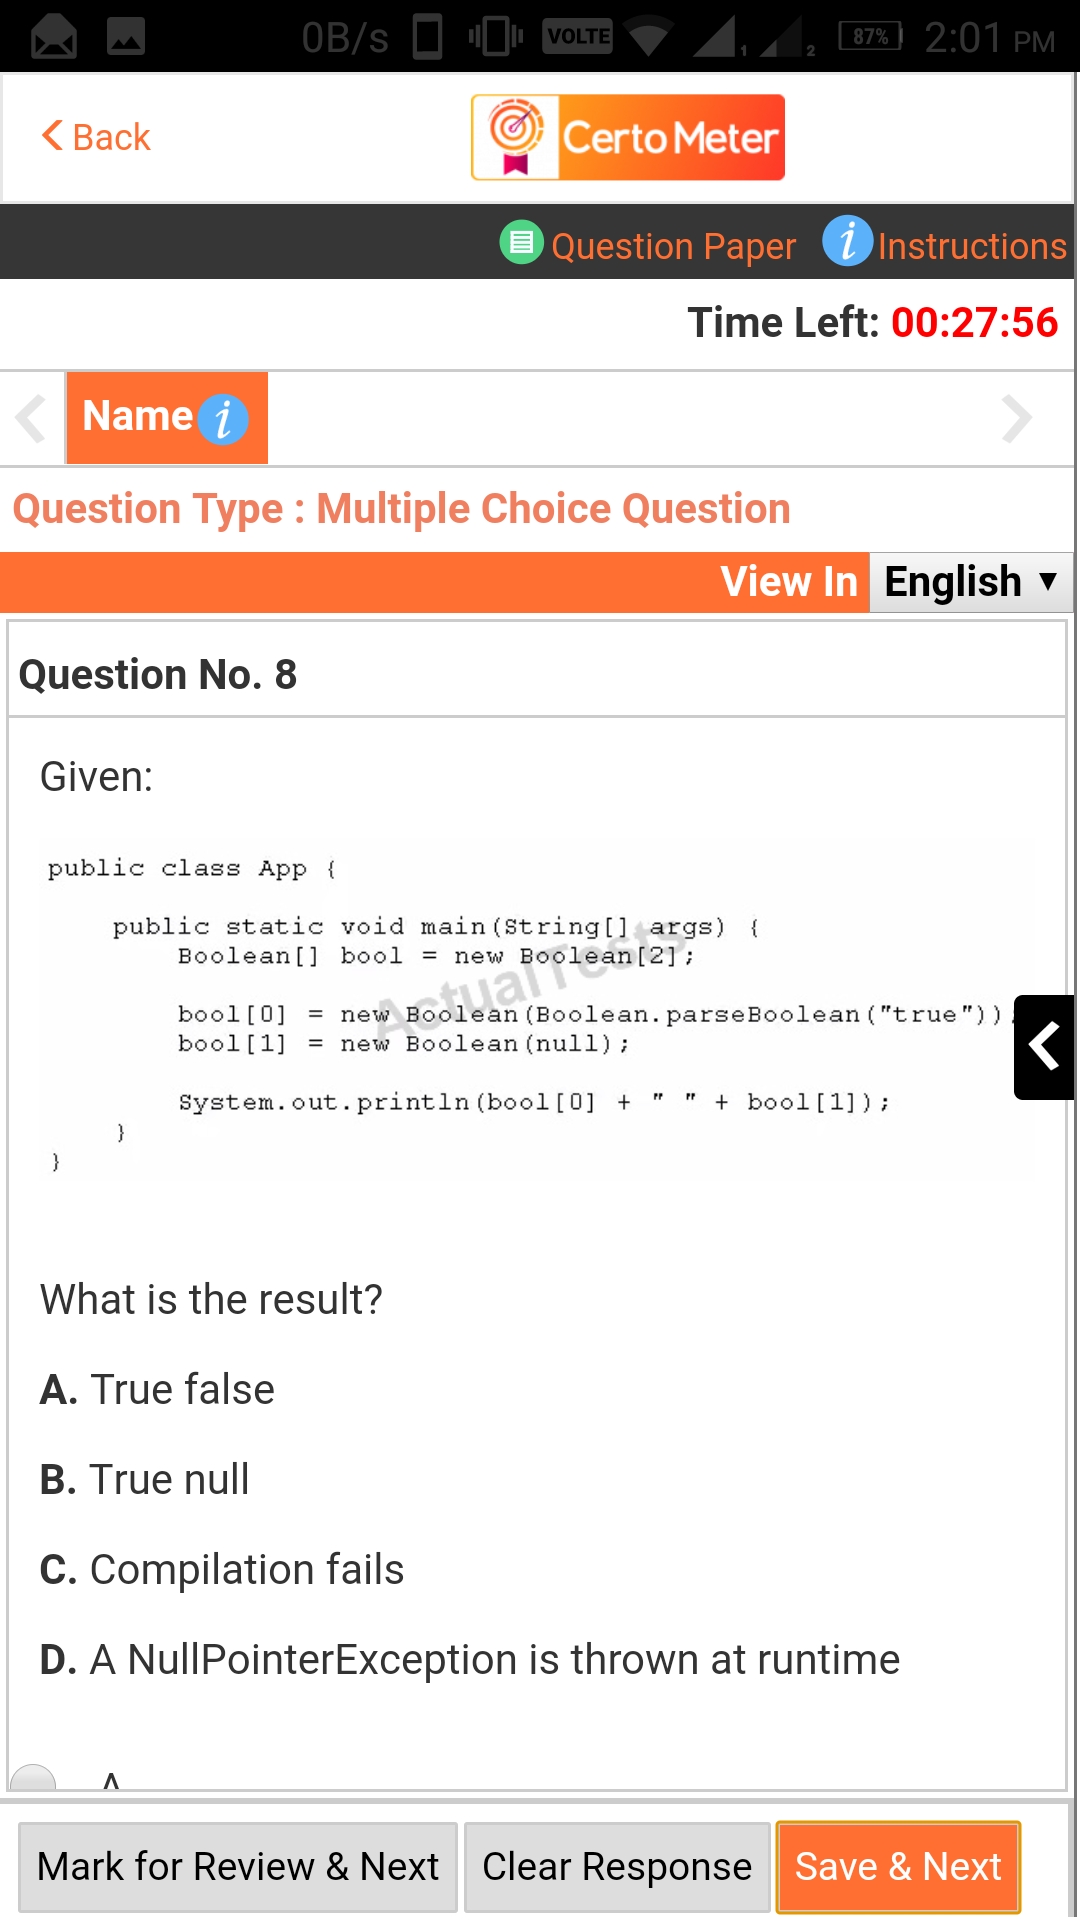 0B/s VOLTE 1 2 87% 2:01 PM
Back
Certo Meter
Question Paper i Instructions
Time Left: 00:27:56
Name i
Question Type : Multiple Choice Question
View In English ▼
Question No. 8
Given:
public class App {
public static void main(String[] args) {
Boolean[] bool = new Boolean[2];
bool[0] = new Boolean(Boolean.parseBoolean("true"));
bool[1] = new Boolean(null);
System.out.println(bool[0] + " " + bool[1]);
}
}
ActualTests
What is the result?
A. True false
B. True null
C. Compilation fails
D. A NullPointerException is thrown at runtime
A
Mark for Review & Next Clear Response Save & Next